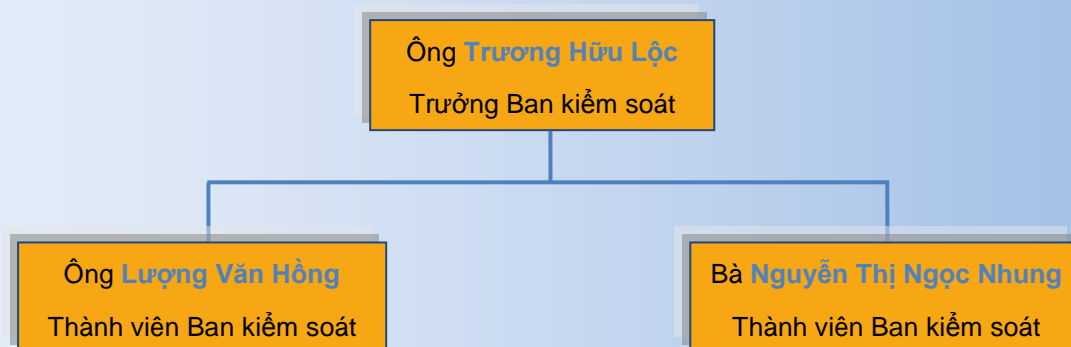 Ông Trương Hữu Lộc
Trưởng Ban kiểm soát
Ông Lượng Văn Hồng
Thành viên Ban kiểm soát
Bà Nguyễn Thị Ngọc Nhung
Thành viên Ban kiểm soát